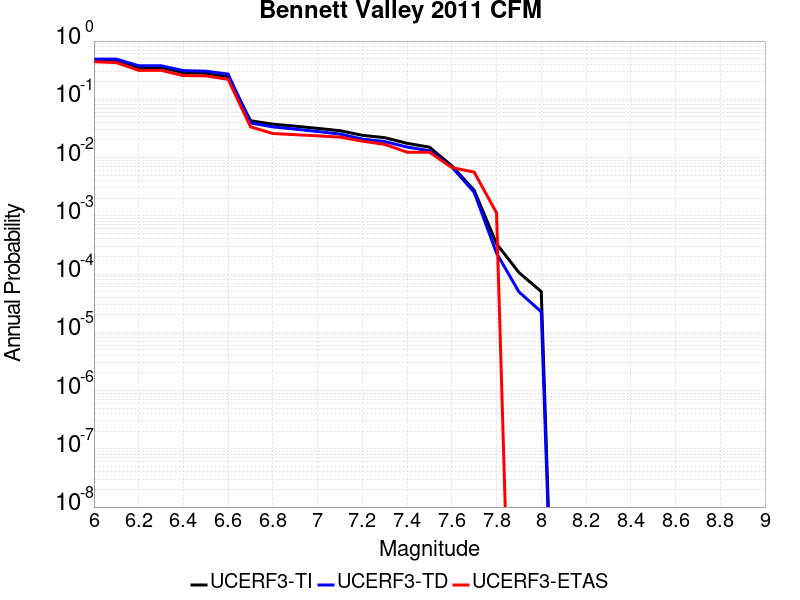 Bennett Valley 2011 CFM
10 0
10 -1
10 -2
10 -3
10 -4
10 -5
10 -6
10 -7
10 -8
Annual Probability
6 6.2 6.4 6.6 6.8 7 7.2 7.4 7.6 7.8 8 8.2 8.4 8.6 8.8 9
Magnitude
UCERF3-TI UCERF3-TD UCERF3-ETAS